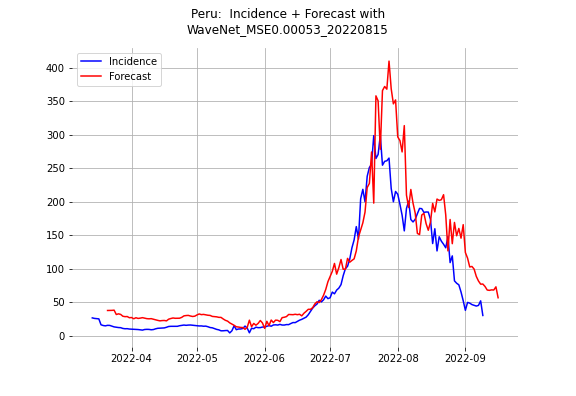 Peru:  Incidence + Forecast with
WaveNet_MSE0.00053_20220815
Incidence
Forecast
400
350
300
250
200
150
100
50
0
2022-04 2022-05 2022-06 2022-07 2022-08 2022-09